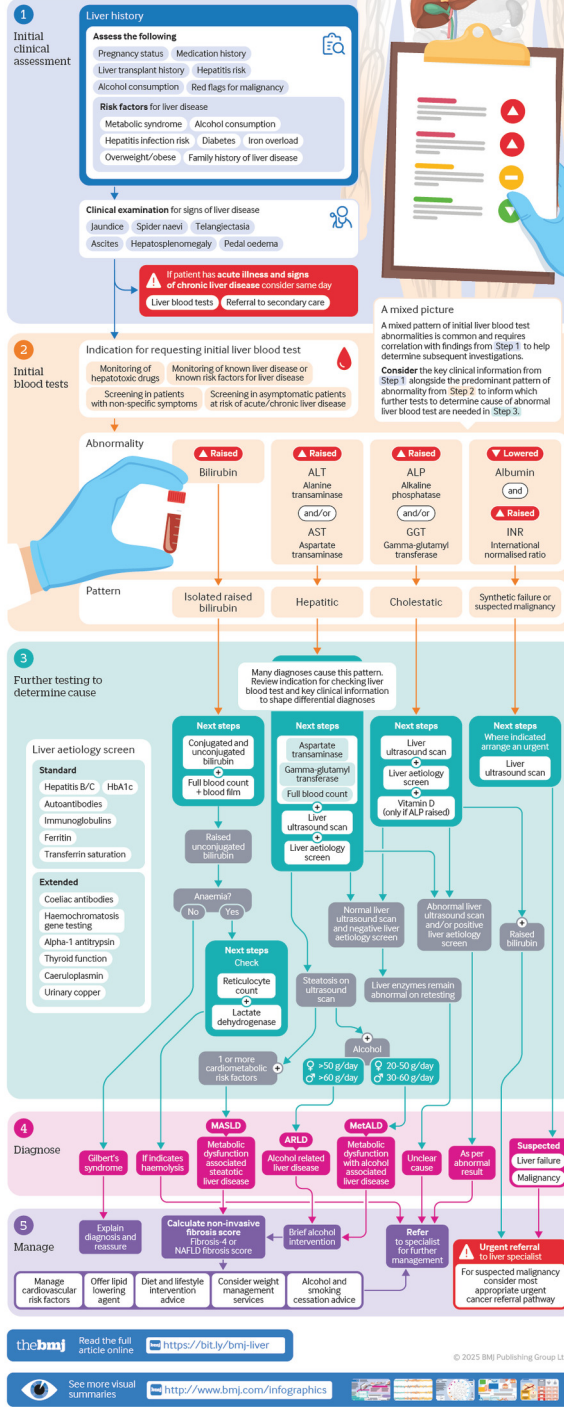 1
Initial
clinical
assessment
Liver history
Assess the following
Pregnancy status
Medication history
Liver transplant history
Hepatitis risk
Alcohol consumption
Red flags for malignancy
Risk factors for liver disease
Metabolic syndrome
Alcohol consumption
Hepatitis infection risk
Diabetes
Iron overload
Overweight/obese
Family history of liver disease
Clinical examination for signs of liver disease
Jaundice
Spider naevi
Telangiectasia
Ascites
Hepatosplenomegaly
Pedal oedema
If patient has acute illness and signs
of chronic liver disease consider same day
Liver blood tests
Referral to secondary care
A mixed picture
A mixed pattern of initial liver blood test
abnormalities is common and requires
correlation with findings from Step 1 to help
determine subsequent investigations.
Consider the key clinical information from
Step 1 alongside the predominant pattern of
abnormality from Step 2 to inform which
further tests to determine cause of abnormal
liver blood test are needed in Step 3.
2
Initial
blood tests
Indication for requesting initial liver blood test
Monitoring of
hepatotoxic drugs
Monitoring of known liver disease or
known risk factors for liver disease
Screening in patients
with non-specific symptoms
Screening in asymptomatic patients
at risk of acute/chronic liver disease
Abnormality
Raised
Bilirubin
Raised
ALT
Alanine
transaminase
and/or
AST
Aspartate
transaminase
Raised
ALP
Alkaline
phosphatase
and/or
GGT
Gamma-glutamyl
transferase
Lowered
Albumin
and
Raised
INR
International
normalised ratio
Pattern
Isolated raised
bilirubin
Hepatitic
Cholestatic
Synthetic failure or
suspected malignancy
3
Further testing to
determine cause
Many diagnoses cause this pattern.
Review indication for checking liver
blood test and key clinical information
to shape differential diagnoses
Liver aetiology screen
Standard
Hepatitis B/C
HbA1c
Autoantibodies
Immunoglobulins
Ferritin
Transferrin saturation
Extended
Coeliac antibodies
Haemochromatosis
gene testing
Alpha-1 antitrypsin
Thyroid function
Caeruloplasmin
Urinary copper
Next steps
Conjugated and
unconjugated
bilirubin
+
Full blood count
+ blood film
Next steps
Aspartate
transaminase
Gamma-glutamyl
transferase
Full blood count
+
Liver
ultrasound scan
+
Liver aetiology
screen
Next steps
Liver
ultrasound scan
+
Liver aetiology
screen
+
Vitamin D
(only if ALP raised)
Next steps
Where indicated
arrange an urgent
Liver
ultrasound scan
Raised
unconjugated
bilirubin
Anaemia?
No
Yes
Next steps
Check
Reticulocyte
count
+
Lactate
dehydrogenase
Normal liver
ultrasound scan
and negative liver
aetiology screen
Abnormal liver
ultrasound scan
and/or positive
liver aetiology
screen
+
Raised
bilirubin
Steatosis on
ultrasound
scan
Liver enzymes remain
abnormal on retesting
+
Alcohol
1 or more
cardiometabolic
risk factors
+
♀ >50 g/day
♂ >60 g/day
♀ 20-50 g/day
♂ 30-60 g/day
4
Diagnose
Gilbert's
syndrome
If indicates
haemolysis
MASLD
Metabolic
dysfunction
associated
steatotic
liver disease
ARLD
Alcohol related
liver disease
MetALD
Metabolic
dysfunction
with alcohol
associated
liver disease
Unclear
cause
As per
abnormal
result
Suspected
Liver failure
Malignancy
5
Manage
Explain
diagnosis and
reassure
Calculate non-invasive
fibrosis score
Fibrosis-4 or
NAFLD fibrosis score
Brief alcohol
intervention
Refer
to specialist
for further
management
Urgent referral
to liver specialist
For suspected malignancy
consider most
appropriate urgent
cancer referral pathway
Manage
cardiovascular
risk factors
Offer lipid
lowering
agent
Diet and lifestyle
intervention
advice
Consider weight
management
services
Alcohol and
smoking
cessation advice
thebmj
Read the full
article online
https://bit.ly/bmj-liver
© 2025 BMJ Publishing Group Lt
See more visual
summaries
http://www.bmj.com/infographics